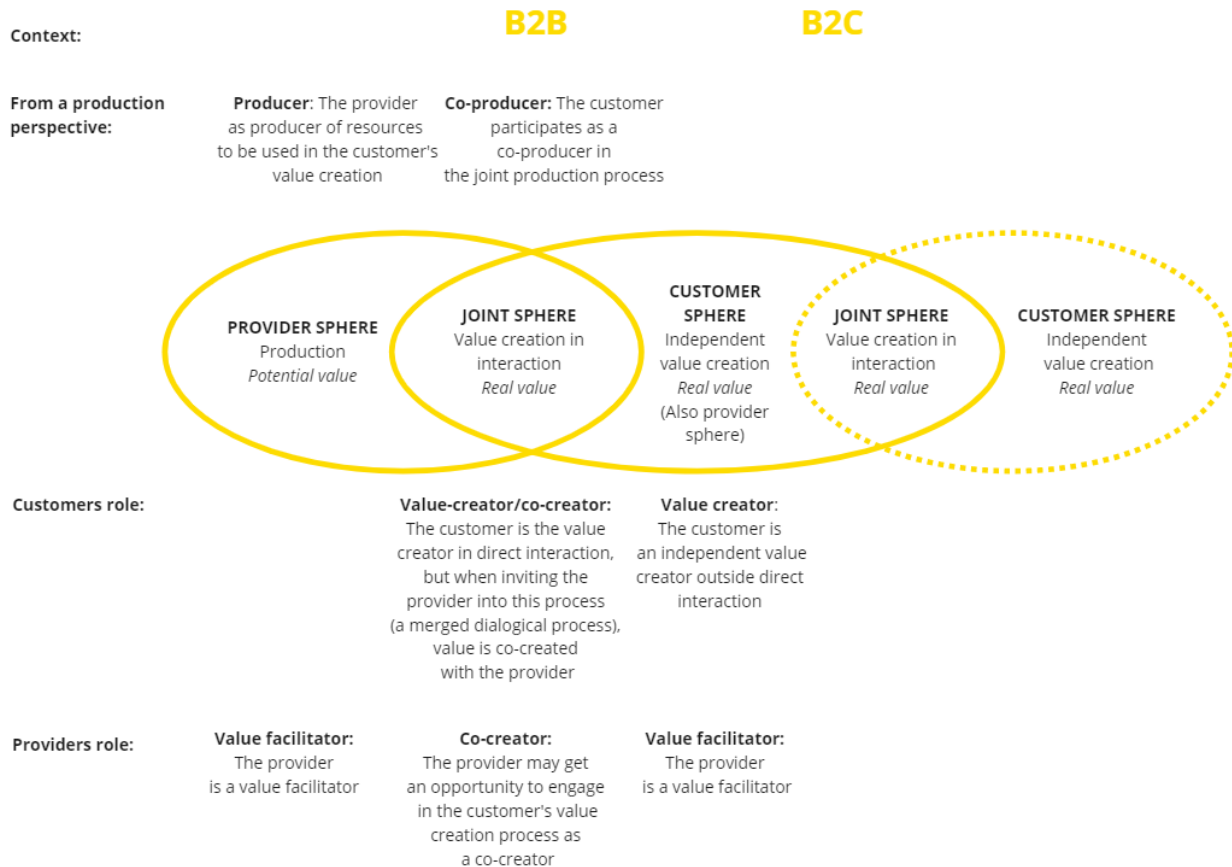 B2B
B2C
Context:
From a production
perspective:
Producer: The provider
as producer of resources
to be used in the customer's
value creation
Co-producer: The customer
participates as a
co-producer in
the joint production process
PROVIDER SPHERE
Production
Potential value
JOINT SPHERE
Value creation in
interaction
Real value
CUSTOMER
SPHERE
Independent
value creation
Real value
(Also provider
sphere)
JOINT SPHERE
Value creation in
interaction
Real value
CUSTOMER SPHERE
Independent
value creation
Real value
Customers role:
Value-creator/co-creator:
The customer is the value
creator in direct interaction,
but when inviting the
provider into this process
(a merged dialogical process),
value is co-created
with the provider
Value creator:
The customer is
an independent value
creator outside direct
interaction
Providers role:
Value facilitator:
The provider
is a value facilitator
Co-creator:
The provider may get
an opportunity to engage
in the customer's value
creation process as
a co-creator
Value facilitator:
The provider
is a value facilitator